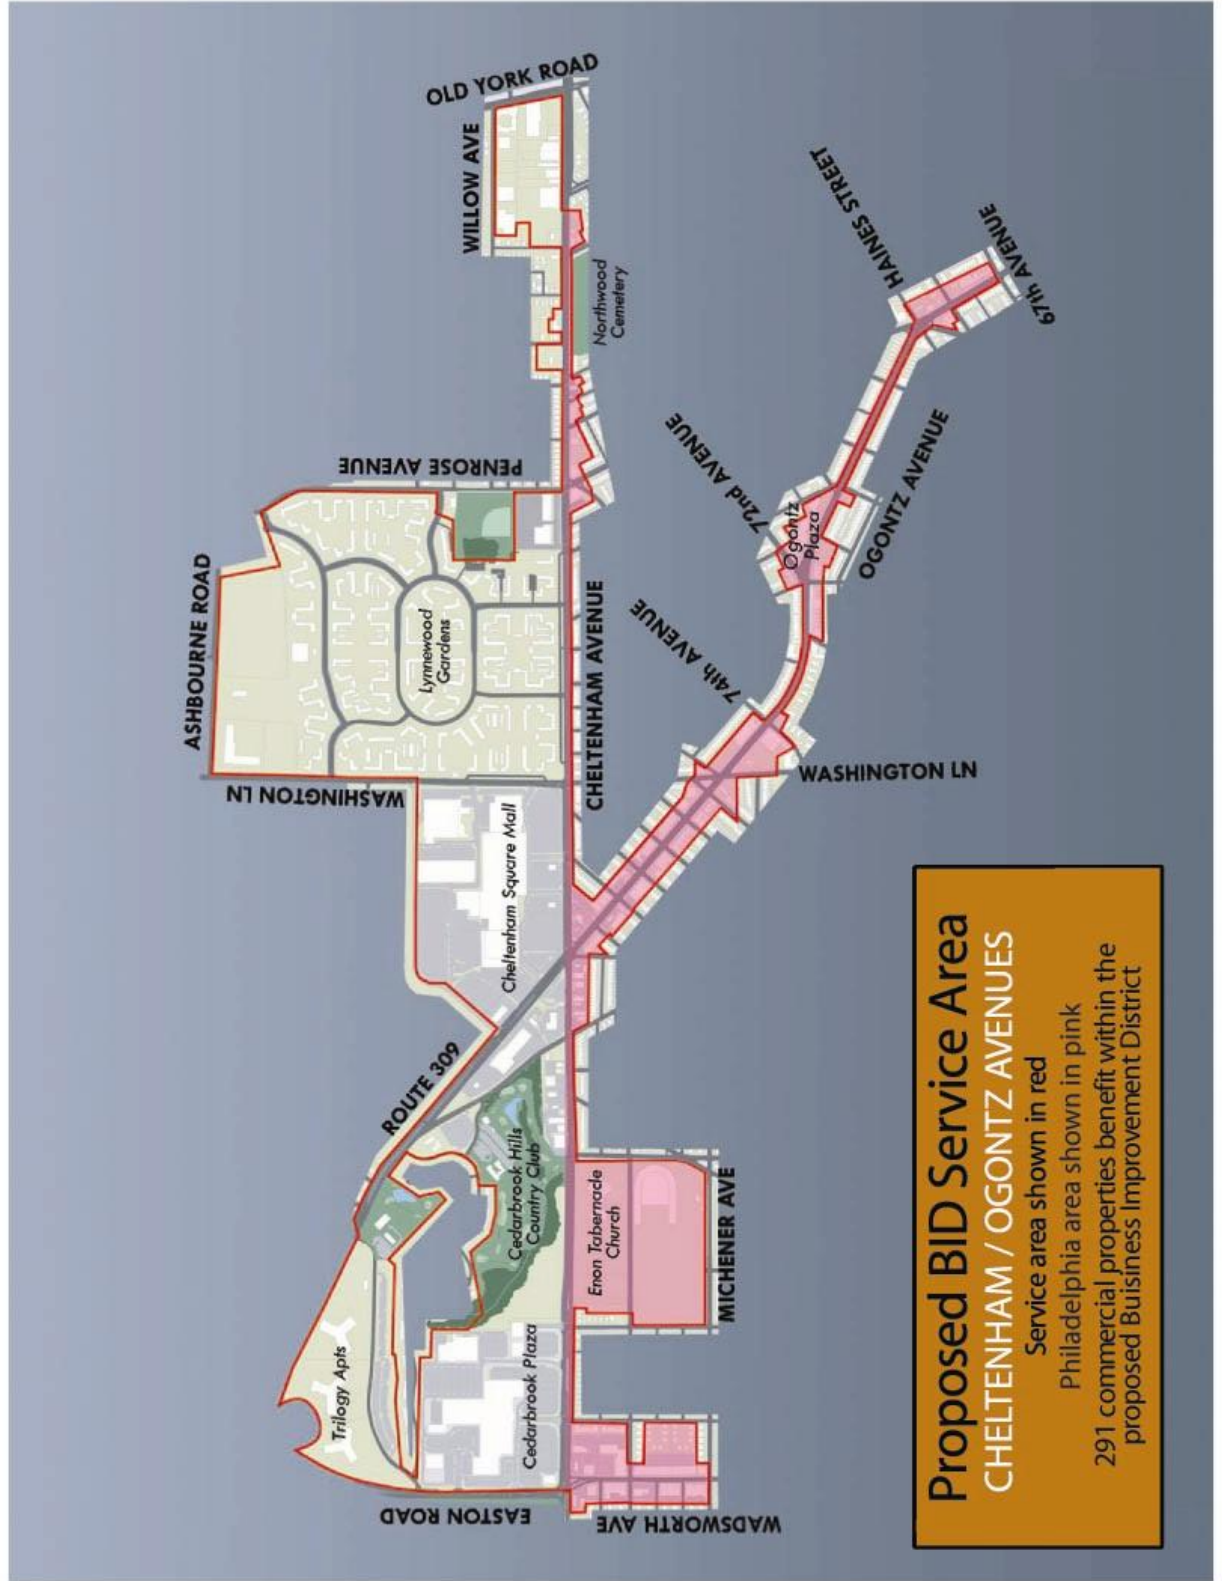 OLD YORK ROAD
WILLOW AVE
Northwood
Cemetery
HAINES STREET
67th AVENUE
PENROSE AVENUE
72nd AVENUE
Ogontz
Plaza
OGONTZ AVENUE
ASHBOURNE ROAD
Lynnewood
Gardens
CHELTENHAM AVENUE
74th AVENUE
WASHINGTON LN
WASHINGTON LN
Cheltenham Square Mall
ROUTE 309
Cedarbrook Hills
Country Club
Enon Tabernacle
Church
MICHENER AVE
Trilogy Apts
Cedarbrook Plaza
EASTON ROAD
WADSWORTH AVE
Proposed BID Service Area
CHELTENHAM / OGONTZ AVENUES
Service area shown in red
Philadelphia area shown in pink
291 commercial properties benefit within the
proposed Buisiness Improvement District